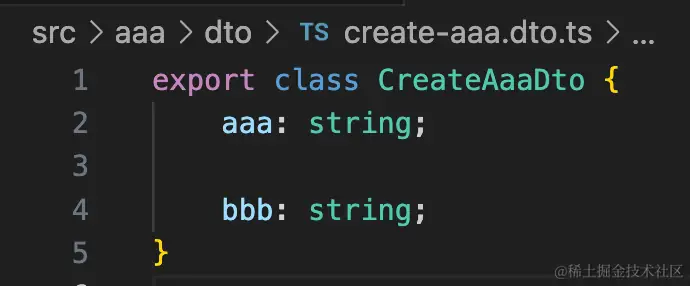 src > aaa > dto > TS create-aaa.dto.ts > ...
1 export class CreateAaaDto {
2 aaa: string;
3
4 bbb: string;
5 }
@稀土掘金技术社区